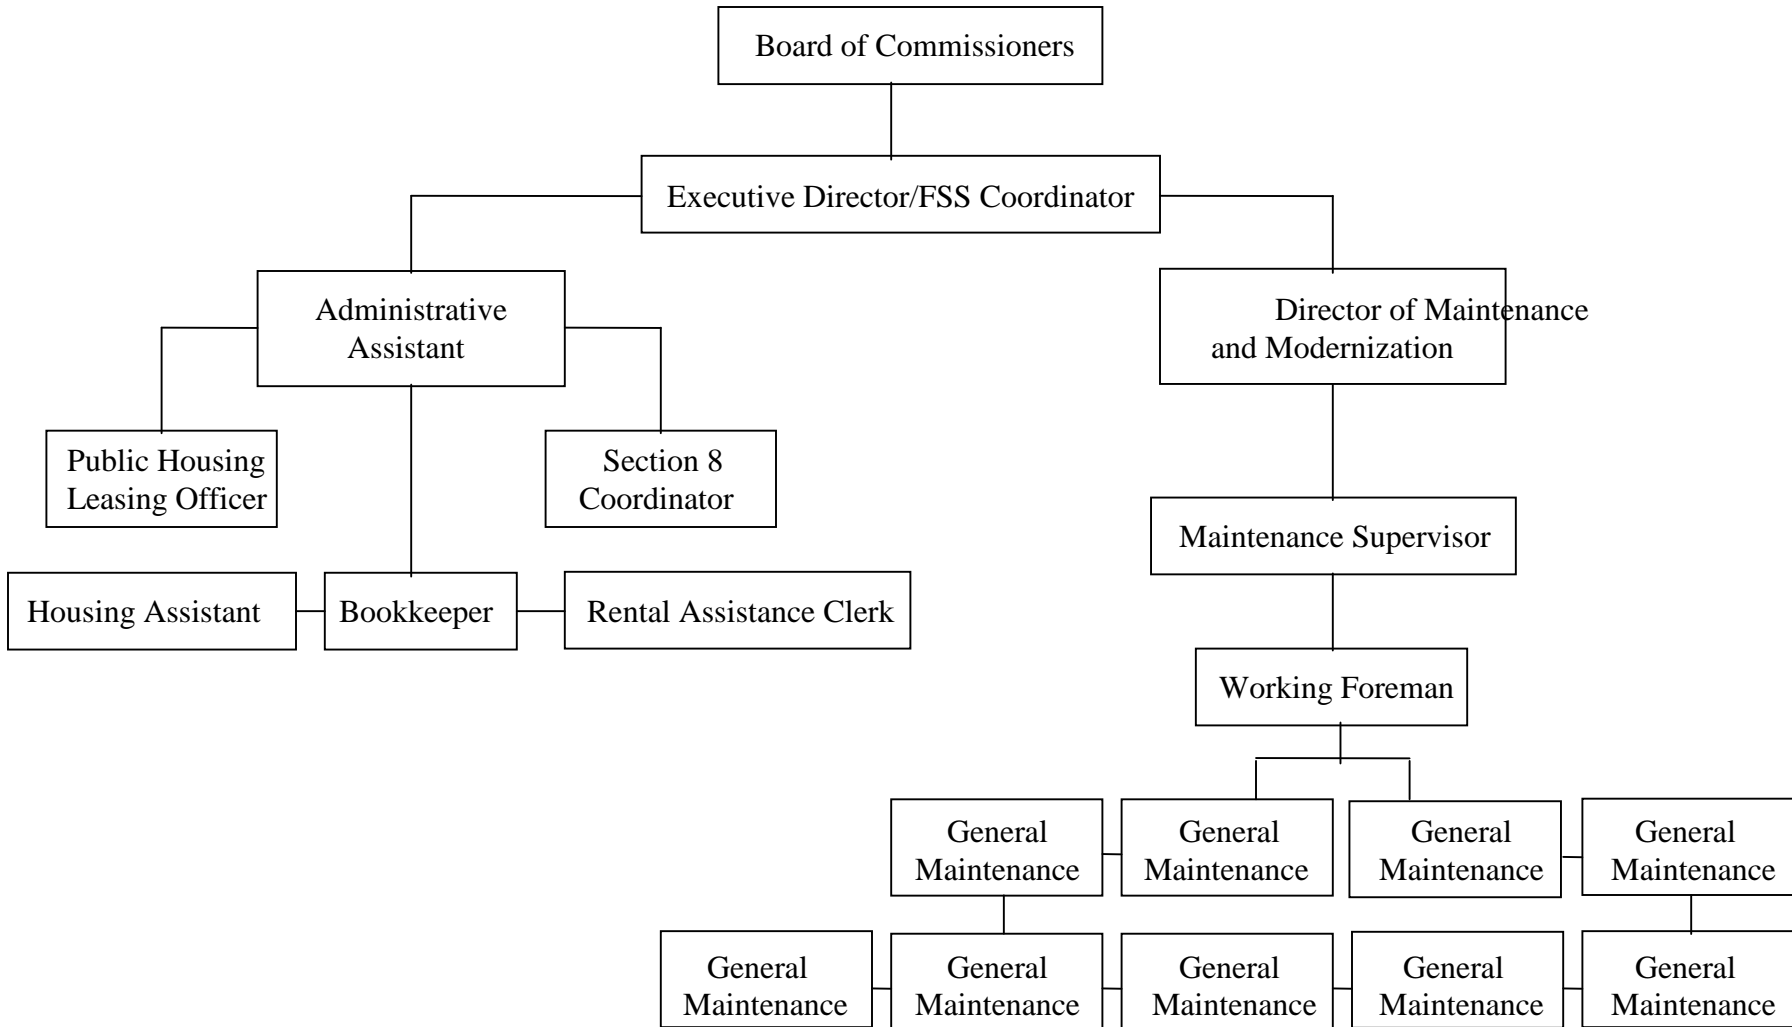 Board of Commissioners
Executive Director/FSS Coordinator
Administrative
Assistant
Director of Maintenance
and Modernization
Public Housing
Leasing Officer
Section 8
Coordinator
Maintenance Supervisor
Housing Assistant
Bookkeeper
Rental Assistance Clerk
Working Foreman
General
Maintenance
General
Maintenance
General
Maintenance
General
Maintenance
General
Maintenance
General
Maintenance
General
Maintenance
General
Maintenance
General
Maintenance